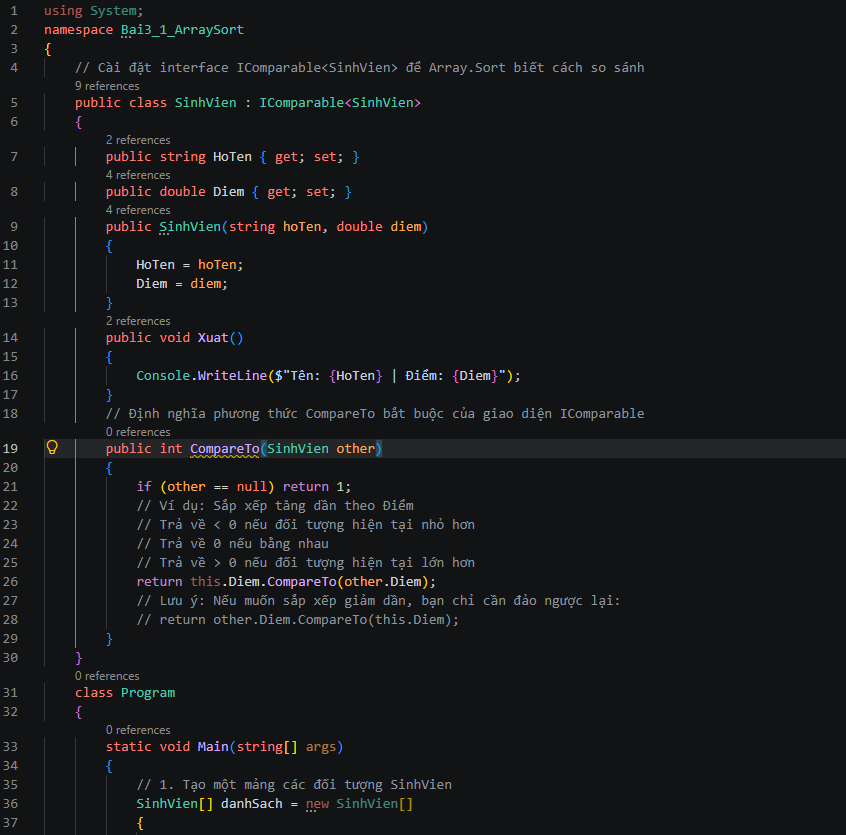 1 using System;
2 namespace Bai3_1_ArraySort
3 {
4 // Cài đặt interface IComparable<SinhVien> để Array.Sort biết cách so sánh
9 references
5 public class SinhVien : IComparable<SinhVien>
6 {
2 references
7 public string HoTen { get; set; }
4 references
8 public double Diem { get; set; }
4 references
9 public SinhVien(string hoTen, double diem)
10 {
11 HoTen = hoTen;
12 Diem = diem;
13 }
2 references
14 public void Xuat()
15 {
16 Console.WriteLine($"Tên: {HoTen} | Điểm: {Diem}");
17 }
18 // Định nghĩa phương thức CompareTo bắt buộc của giao diện IComparable
0 references
19 public int CompareTo(SinhVien other)
20 {
21 if (other == null) return 1;
22 // Ví dụ: Sắp xếp tăng dần theo Điểm
23 // Trả về < 0 nếu đối tượng hiện tại nhỏ hơn
24 // Trả về 0 nếu bằng nhau
25 // Trả về > 0 nếu đối tượng hiện tại lớn hơn
26 return this.Diem.CompareTo(other.Diem);
27 // Lưu ý: Nếu muốn sắp xếp giảm dần, bạn chỉ cần đảo ngược lại:
28 // return other.Diem.CompareTo(this.Diem);
29 }
30 }
0 references
31 class Program
32 {
0 references
33 static void Main(string[] args)
34 {
35 // 1. Tạo một mảng các đối tượng SinhVien
36 SinhVien[] danhSach = new SinhVien[]
37 {